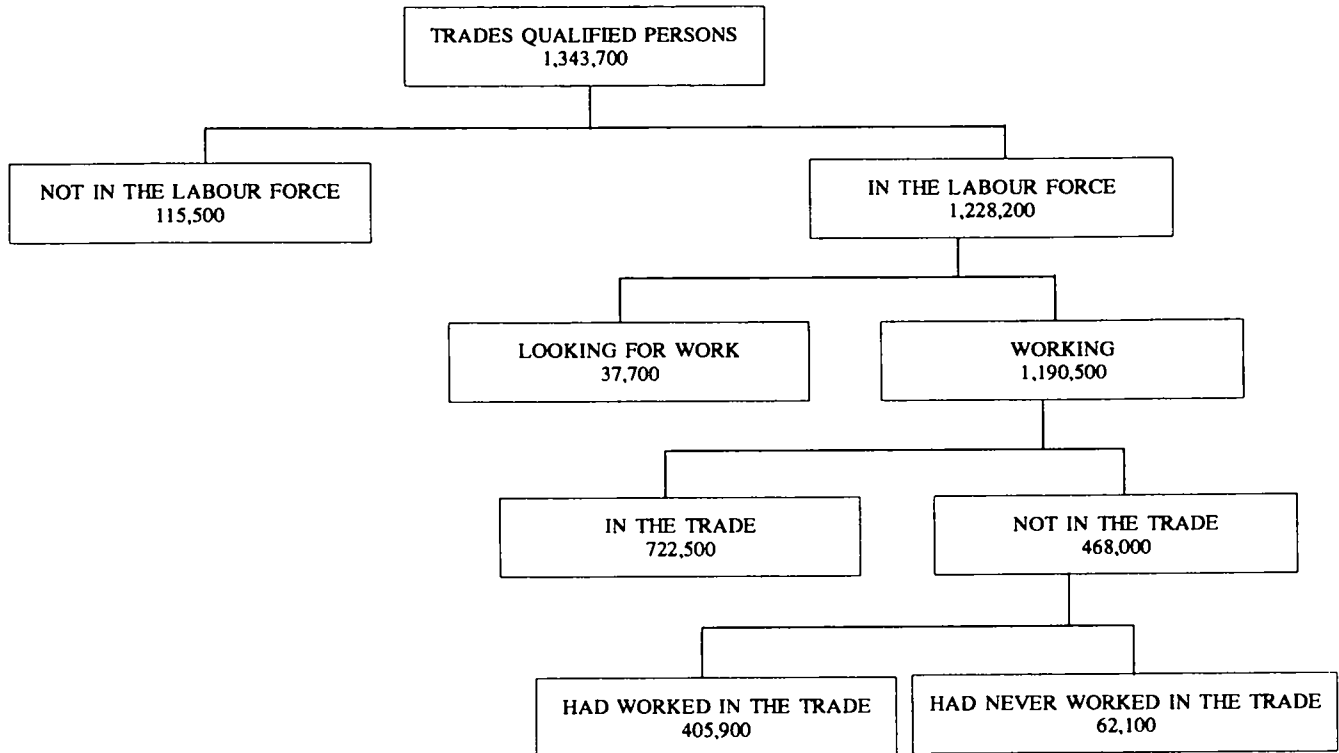 TRADES QUALIFIED PERSONS
1,343,700
NOT IN THE LABOUR FORCE
115,500
IN THE LABOUR FORCE
1,228,200
LOOKING FOR WORK
37,700
WORKING
1,190,500
IN THE TRADE
722,500
NOT IN THE TRADE
468,000
HAD WORKED IN THE TRADE
405,900
HAD NEVER WORKED IN THE TRADE
62,100